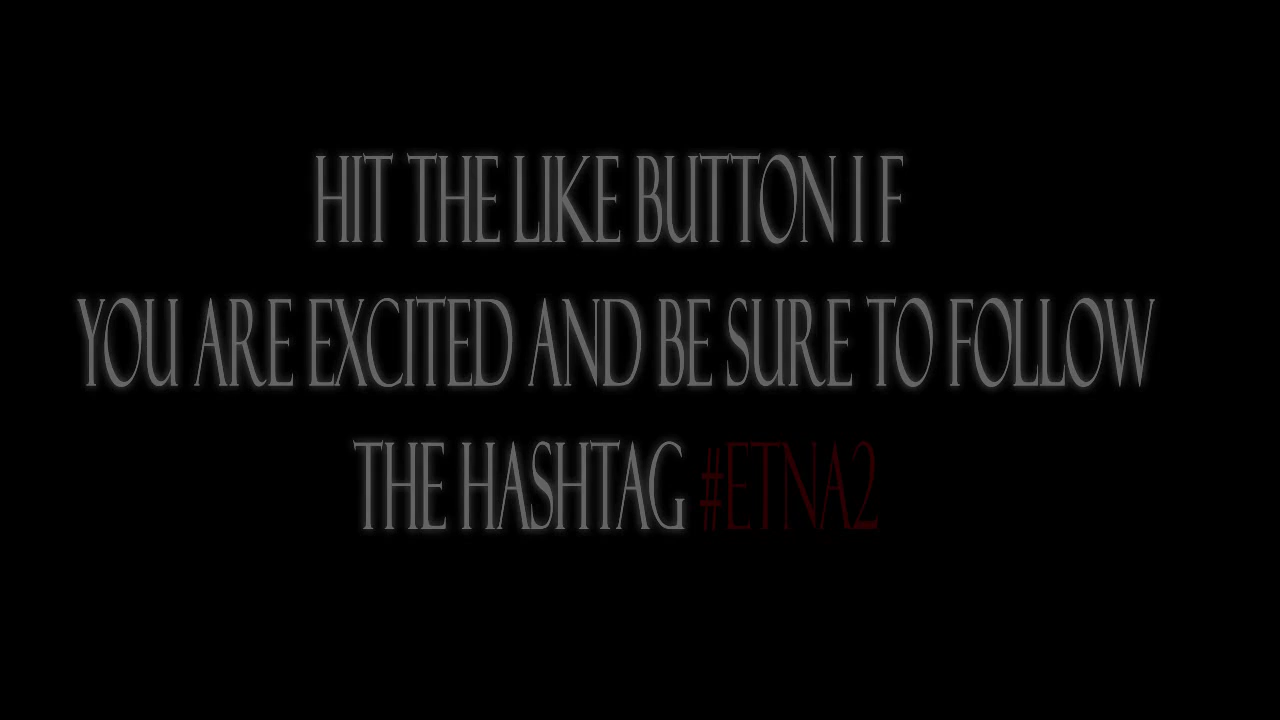 HIT THE LIKE BUTTON I F
YOU ARE EXCITED AND BE SURE TO FOLLOW
THE HASHTAG #ETNA2